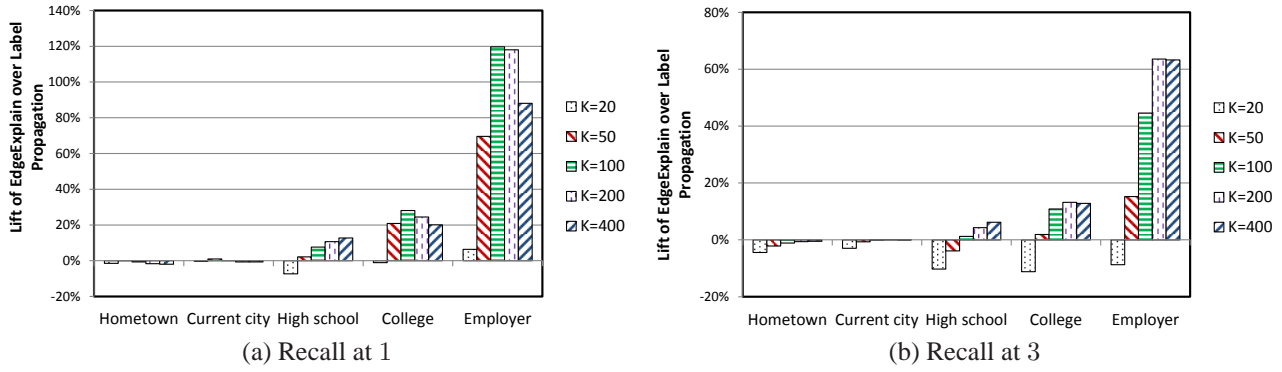 Lift of EdgeExplain over Label
Propagation
140%
120%
100%
80%
60%
40%
20%
0%
-20%
Hometown Current city High school College Employer
K=20
K=50
K=100
K=200
K=400
(a) Recall at 1
Lift of EdgeExplain over Label
Propagation
80%
60%
40%
20%
0%
-20%
Hometown Current city High school College Employer
K=20
K=50
K=100
K=200
K=400
(b) Recall at 3